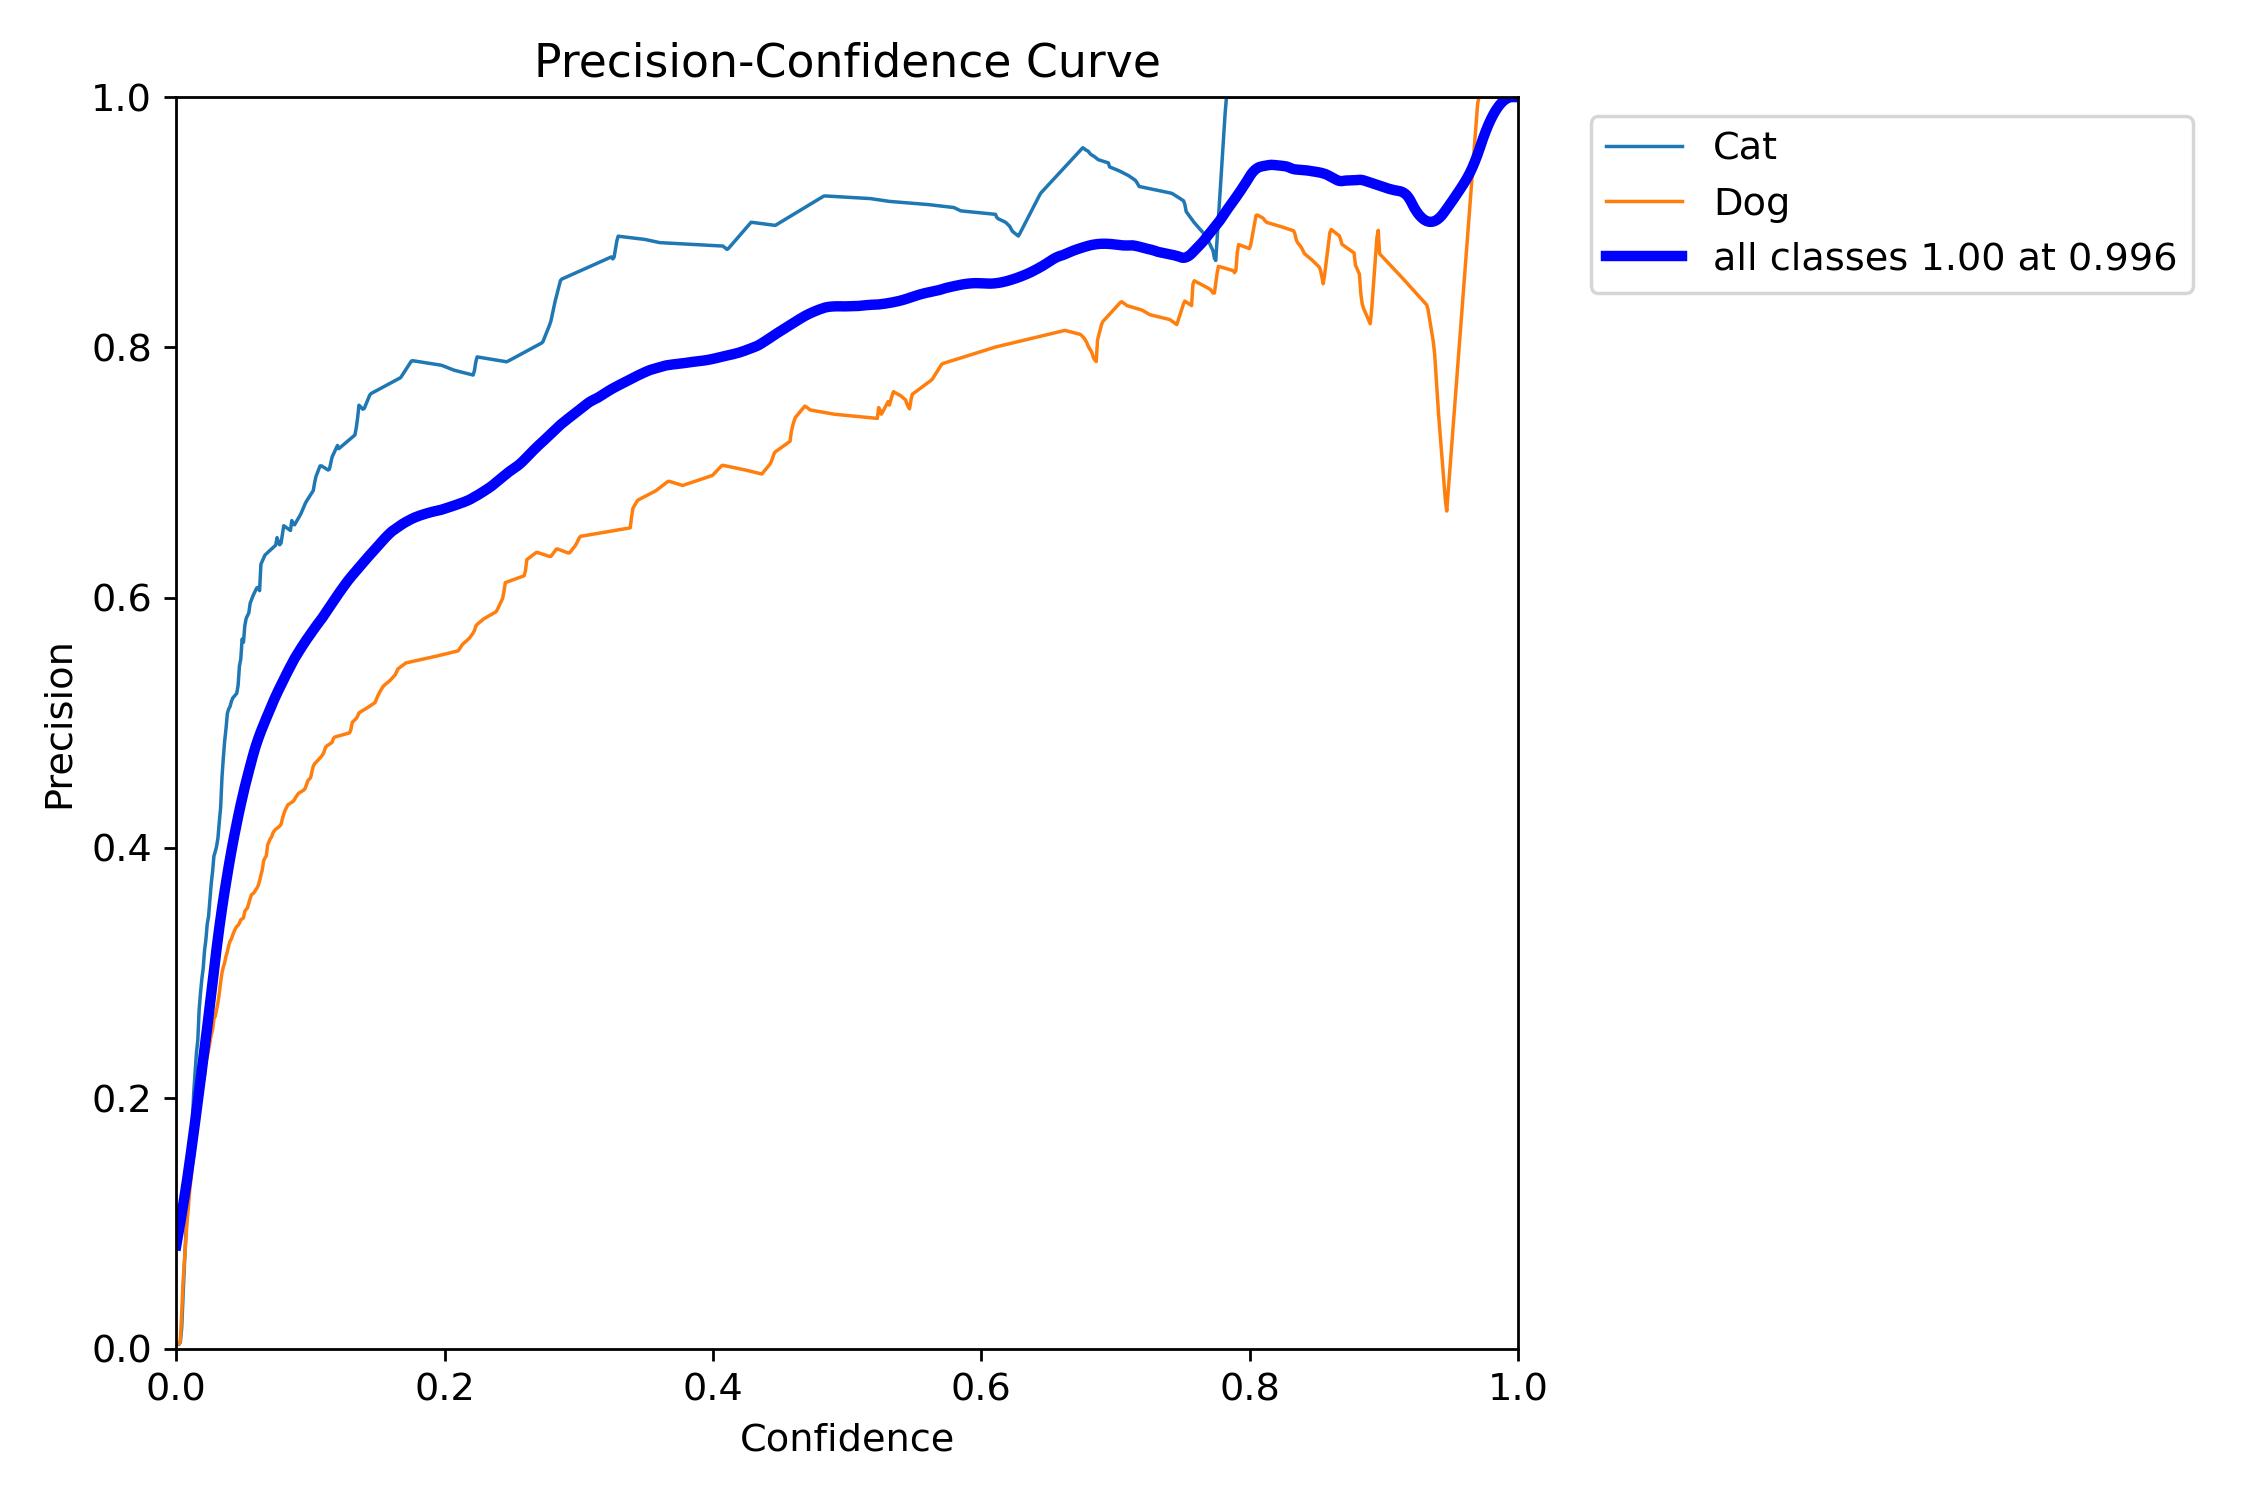 Precision-Confidence Curve
1.0
0.8
0.6
0.4
0.2
0.0
Precision
0.0 0.2 0.4 0.6 0.8 1.0
Confidence
Cat
Dog
all classes 1.00 at 0.996